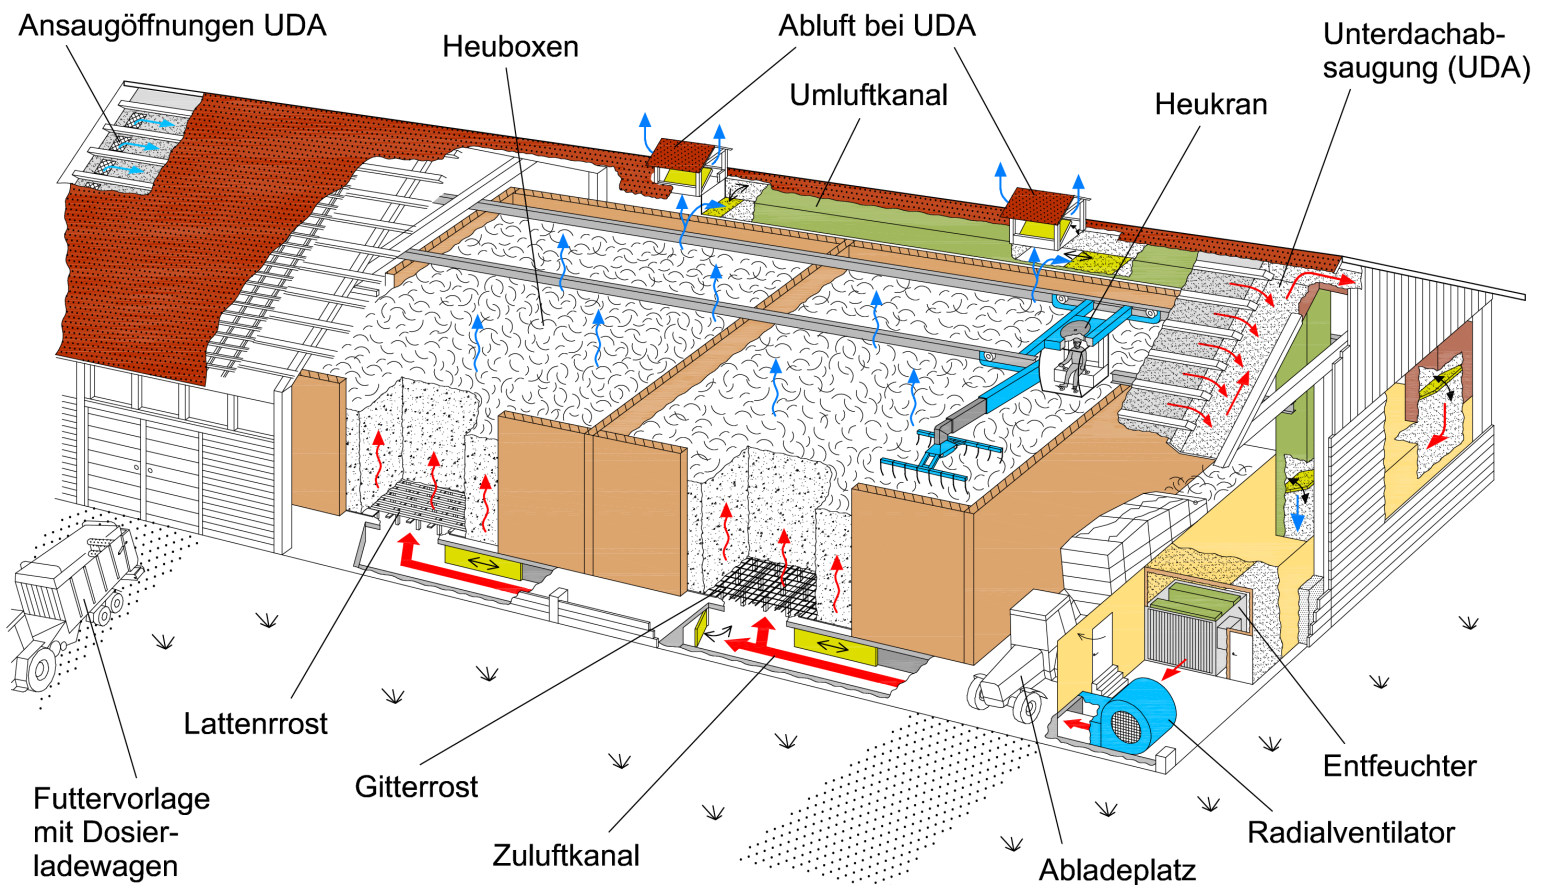 Ansaugöffnungen UDA
Heuboxen
Abluft bei UDA
Umluftkanal
Heukran
Unterdachab-
saugung (UDA)
Lattenrrost
Gitterrost
Zuluftkanal
Futtervorlage
mit Dosier-
ladewagen
Entfeuchter
Radialventilator
Abladeplatz